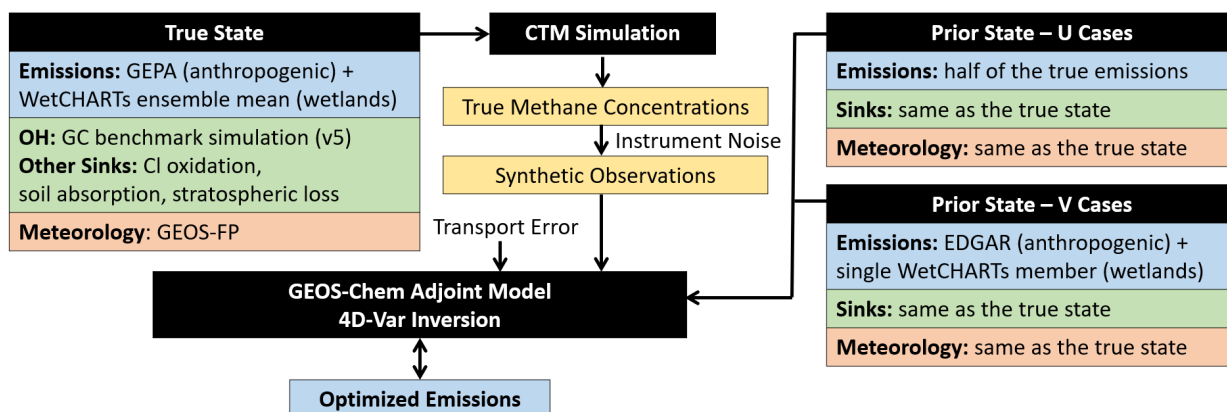 True State
Emissions: GEPA (anthropogenic) +
WetCHARTs ensemble mean (wetlands)
OH: GC benchmark simulation (v5)
Other Sinks: Cl oxidation,
soil absorption, stratospheric loss
Meteorology: GEOS-FP
CTM Simulation
True Methane Concentrations
Instrument Noise
Synthetic Observations
Transport Error
GEOS-Chem Adjoint Model
4D-Var Inversion
Optimized Emissions
Prior State – U Cases
Emissions: half of the true emissions
Sinks: same as the true state
Meteorology: same as the true state
Prior State – V Cases
Emissions: EDGAR (anthropogenic) +
single WetCHARTs member (wetlands)
Sinks: same as the true state
Meteorology: same as the true state